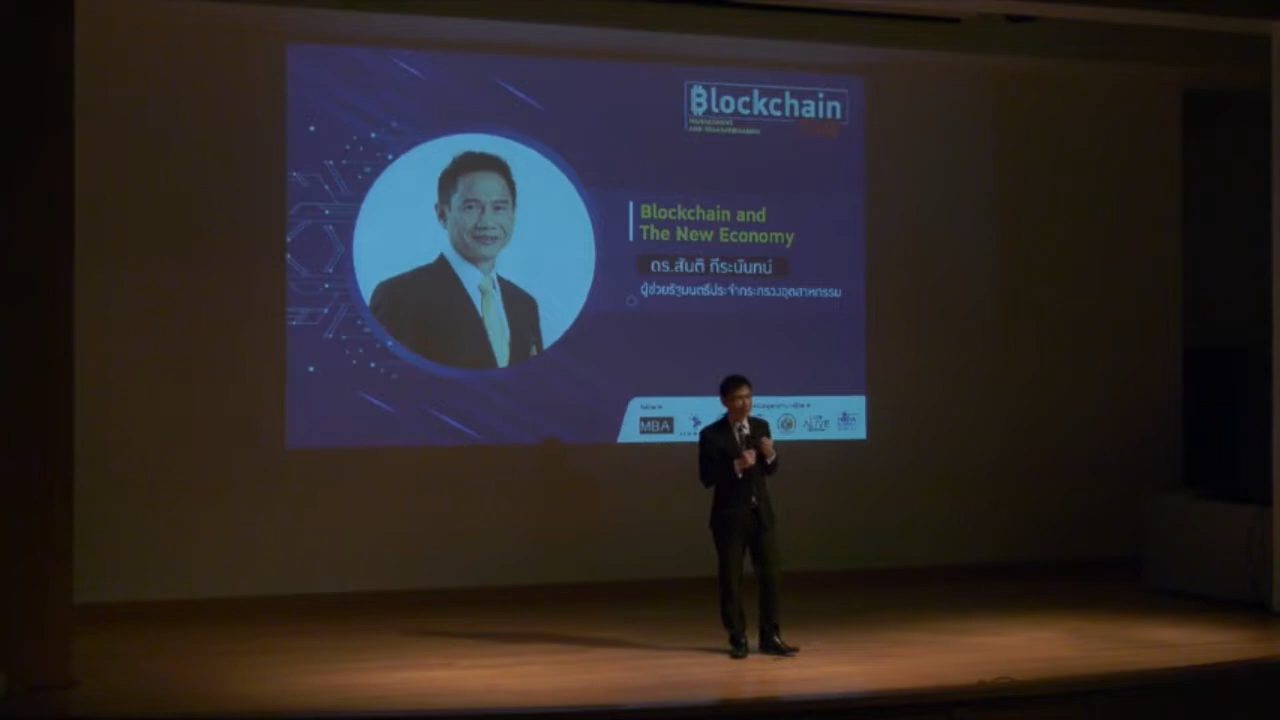 Blockchain
Blockchain and
The New Economy
ดร.สันติ กีระนันทน์
ผู้ช่วยรัฐมนตรีประจำกระทรวงอุตสาหกรรม
MBA
ALIVE